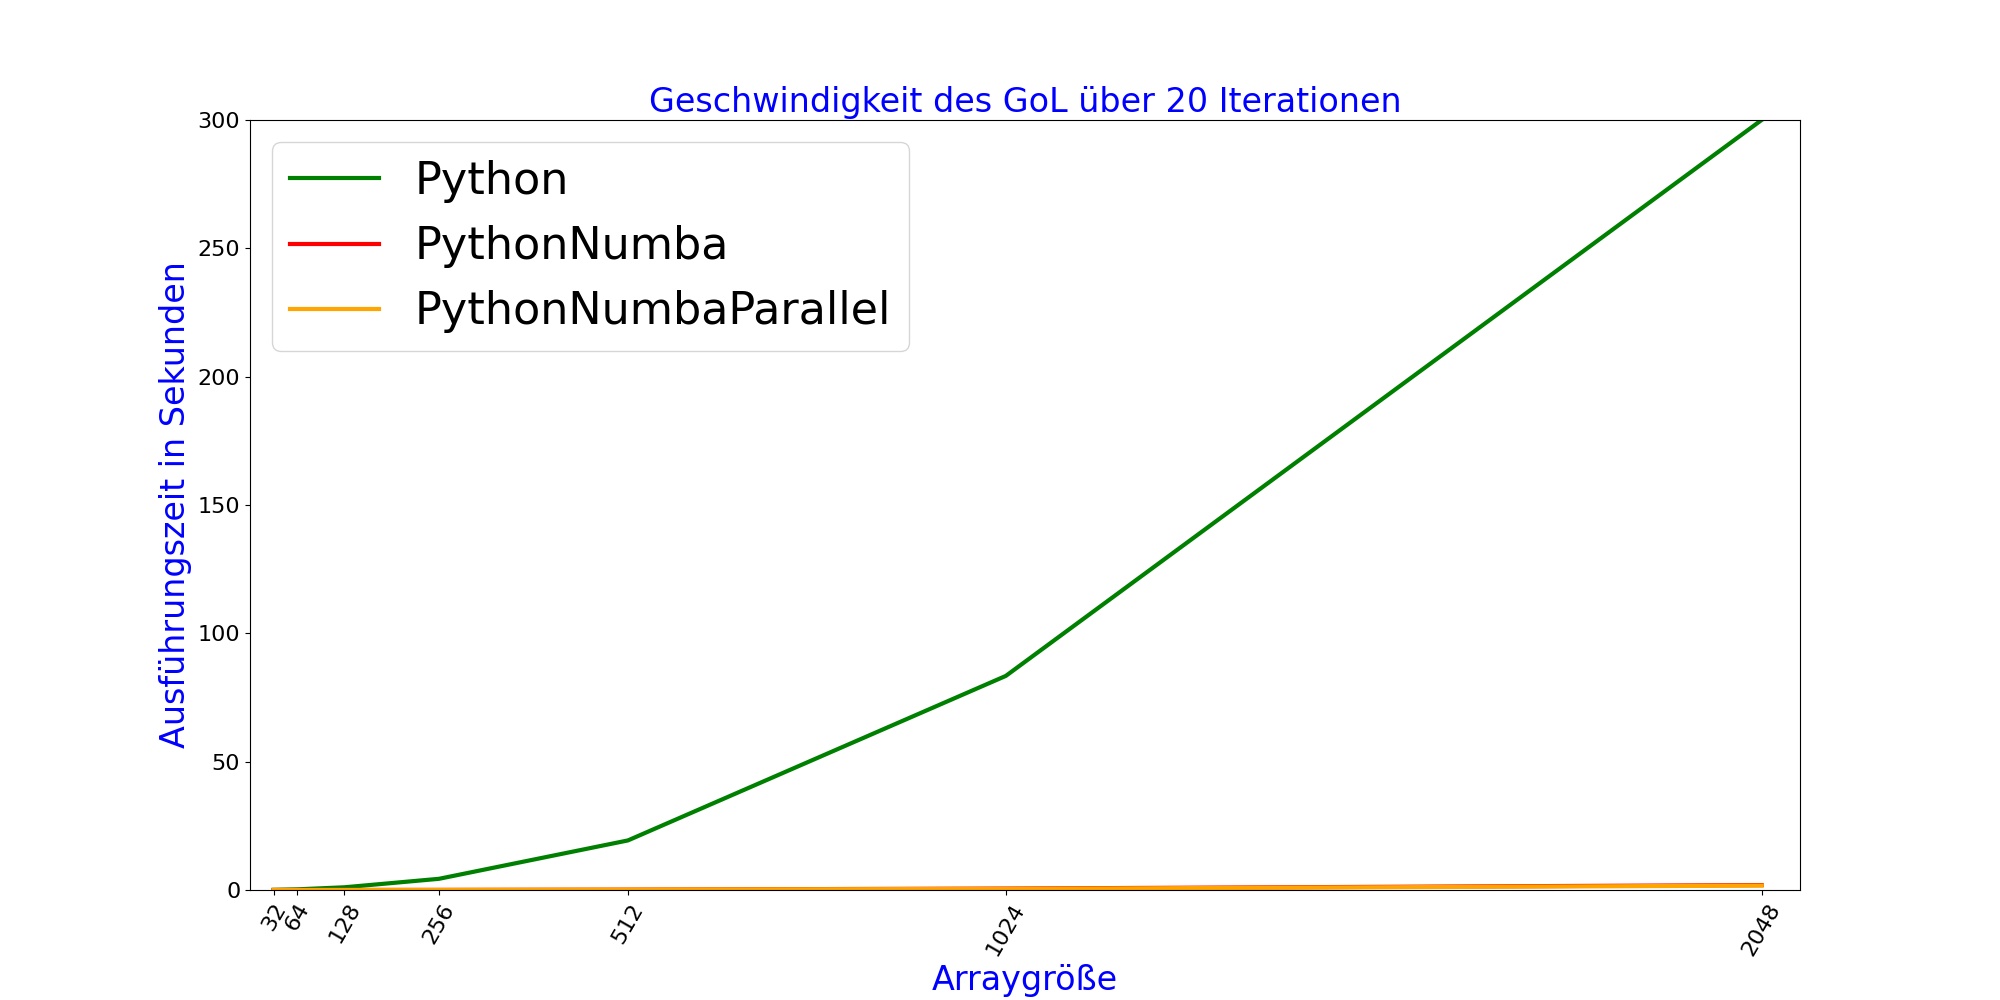 Geschwindigkeit des GoL über 20 Iterationen
300
250
200
150
100
50
0
Ausführungszeit in Sekunden
Python
PythonNumba
PythonNumbaParallel
32
64
128
256
512
1024
2048
Arraygröße